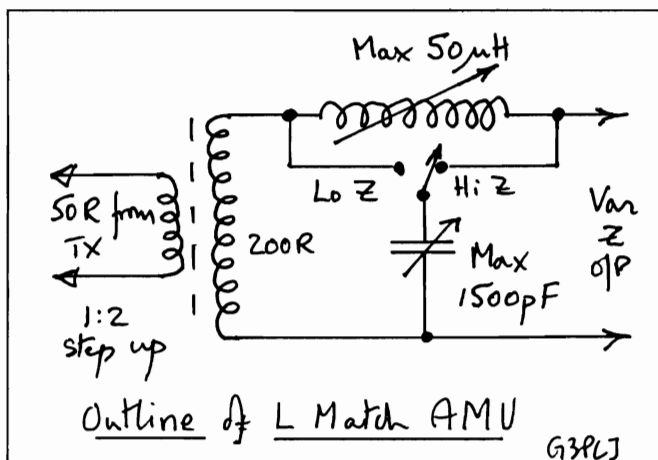 Max 50µH
Lo Z
Hi Z
50R from
TX
200R
Var
Z
o/p
Max
1500pF
1:2
step up
Outline of L Match AMU
G3PLJ